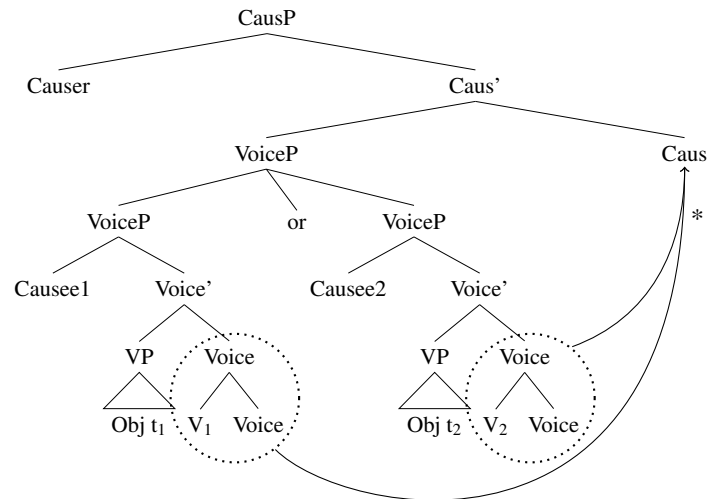 CausP
Causer Caus’
VoiceP Caus
VoiceP or VoiceP *
Causee1 Voice’ Causee2 Voice’
VP Voice VP Voice
Obj t₁ V₁ Voice Obj t₂ V₂ Voice